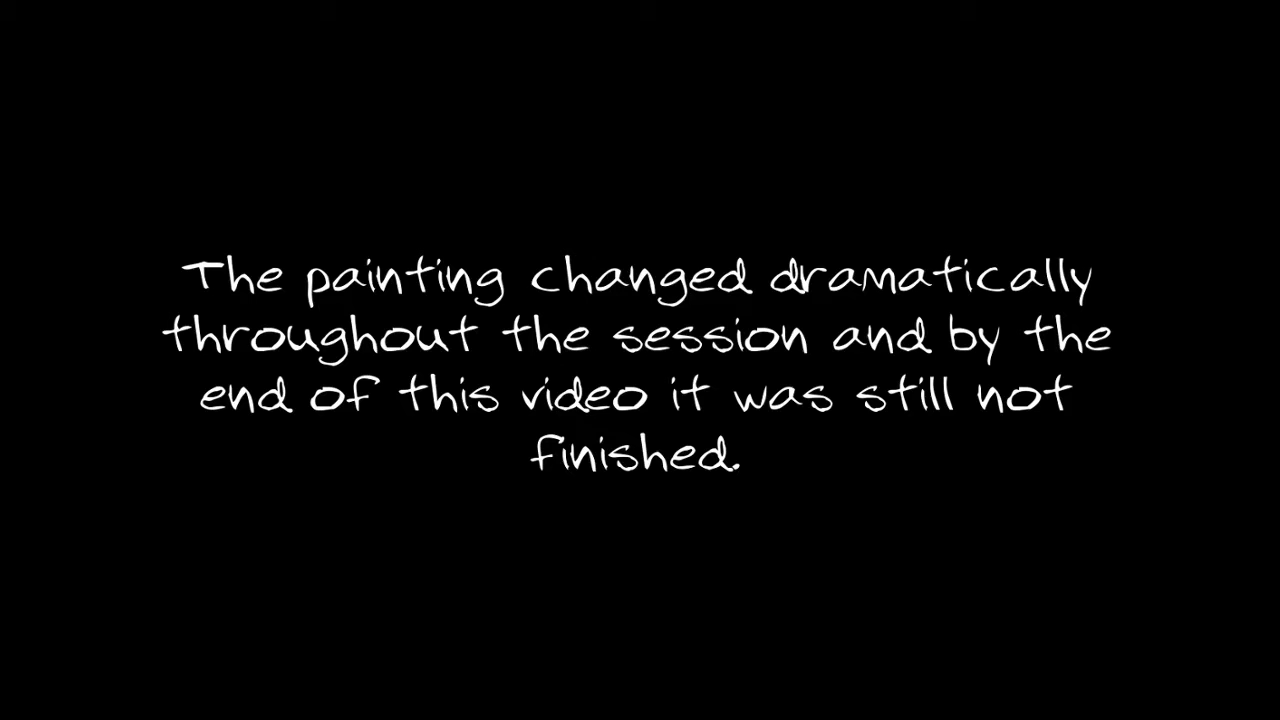 The painting changed dramatically
throughout the session and by the
end of this video it was still not
finished.